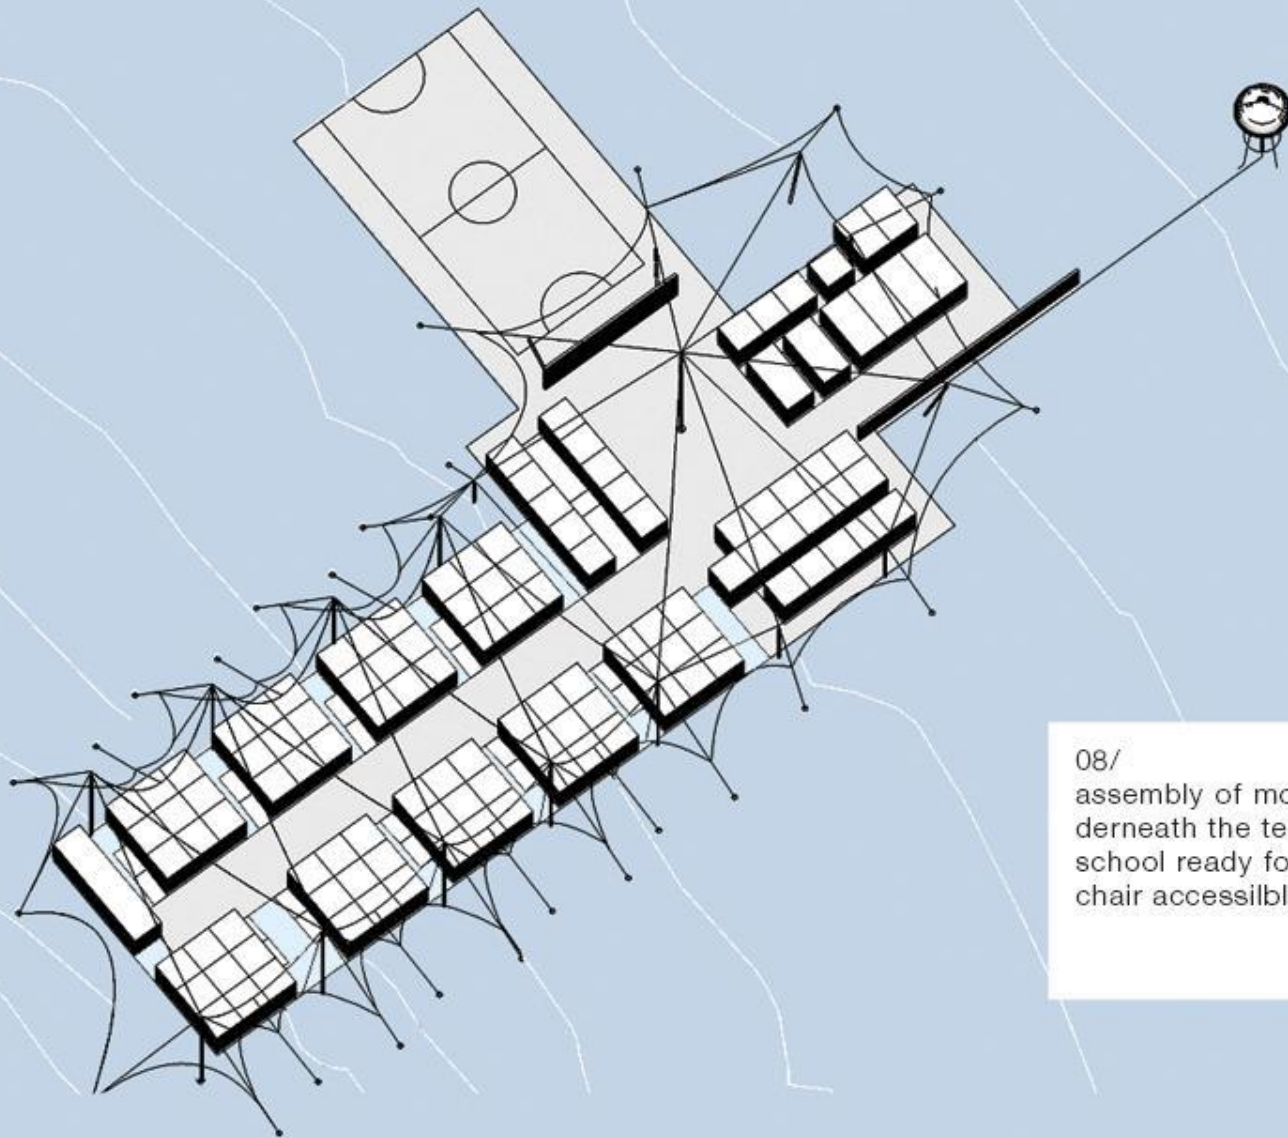 08/
assembly of mo
derneath the te
school ready fo
chair accessilbl